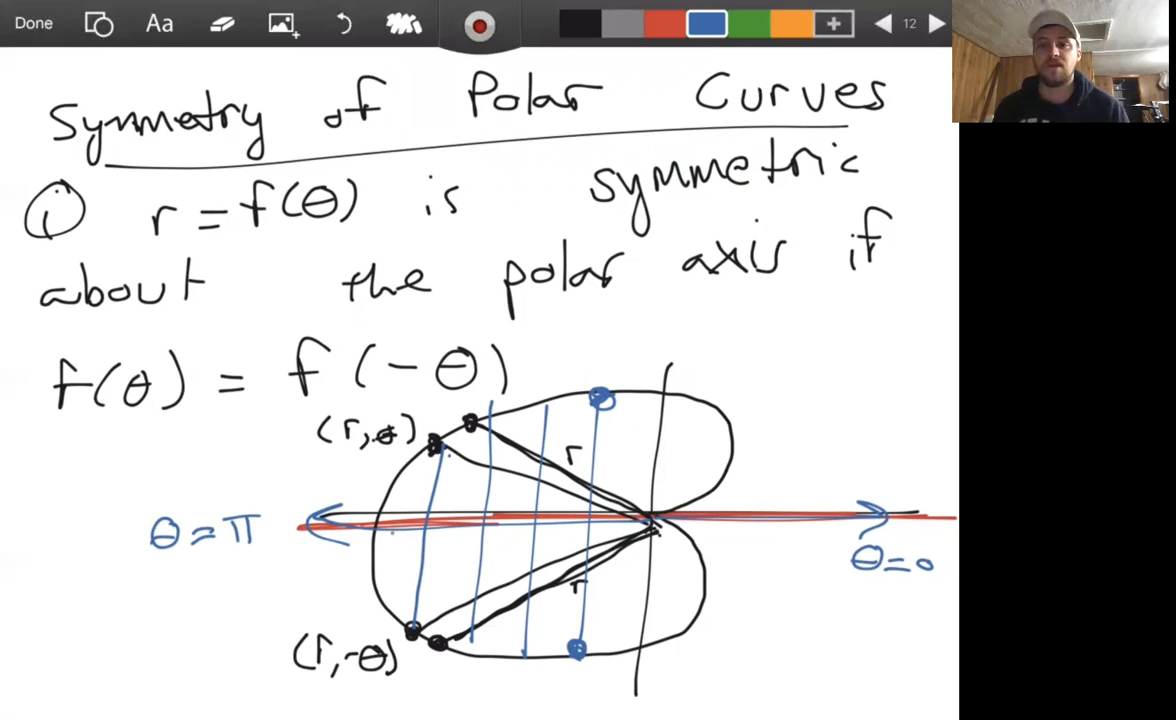 Done
Aa
12
Symmetry of Polar Curves
① r = f(θ) is symmetric
about the polar axis if
f(θ) = f(-θ)
(r, θ)
r
θ = π
θ = 0
r
(r, -θ)